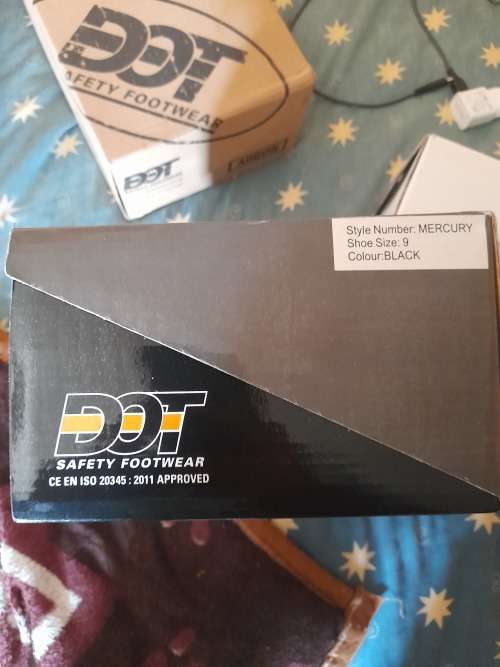 DOT
SAFETY FOOTWEAR
DOT
Style Number: MERCURY
Shoe Size: 9
Colour:BLACK
DOT
SAFETY FOOTWEAR
CE EN ISO 20345 : 2011 APPROVED